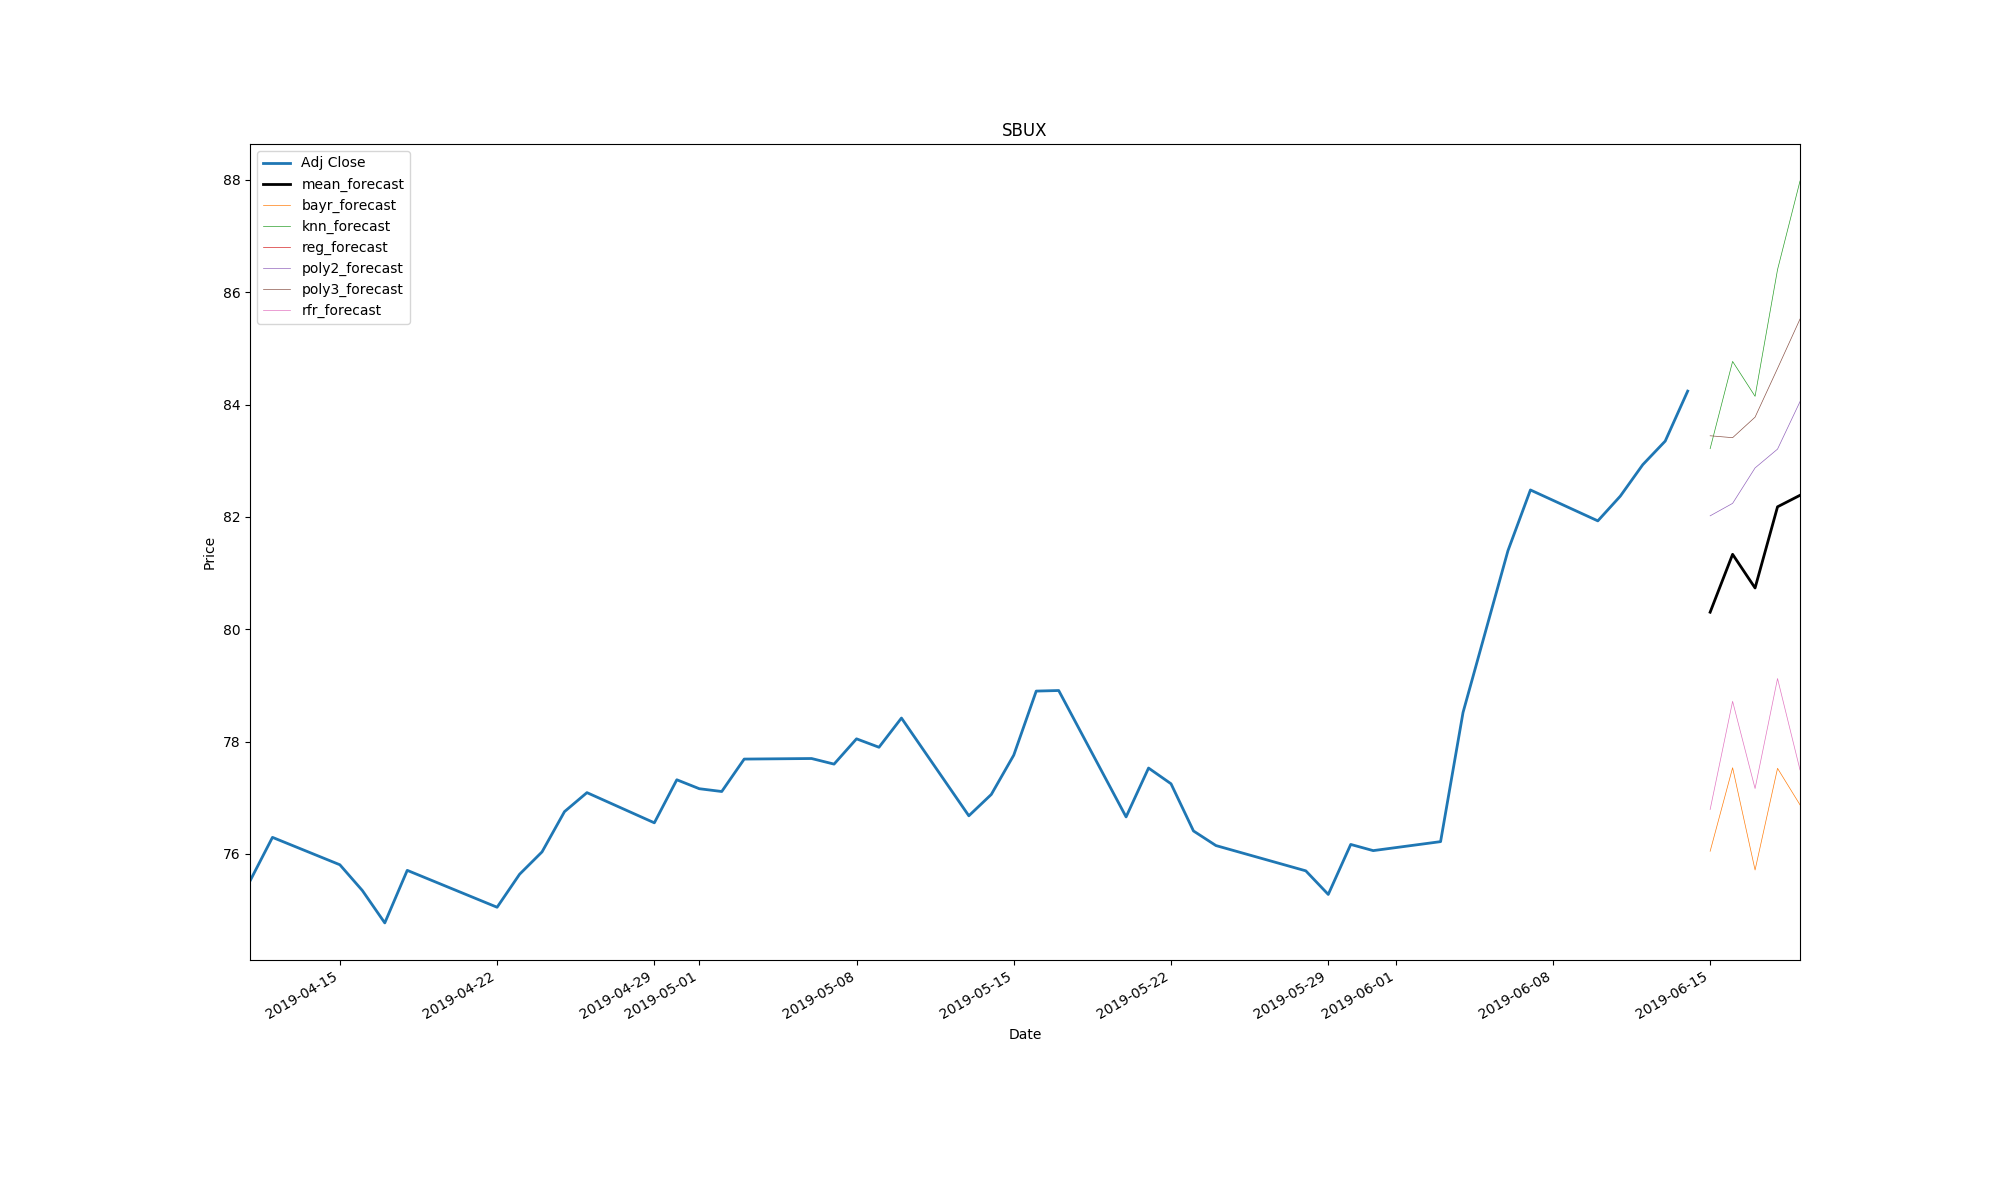 SBUX
Adj Close
mean_forecast
bayr_forecast
knn_forecast
reg_forecast
poly2_forecast
poly3_forecast
rfr_forecast
88
86
84
82
80
78
76
Price
2019-04-15
2019-04-22
2019-04-29
2019-05-01
2019-05-08
2019-05-15
2019-05-22
2019-05-29
2019-06-01
2019-06-08
2019-06-15
Date